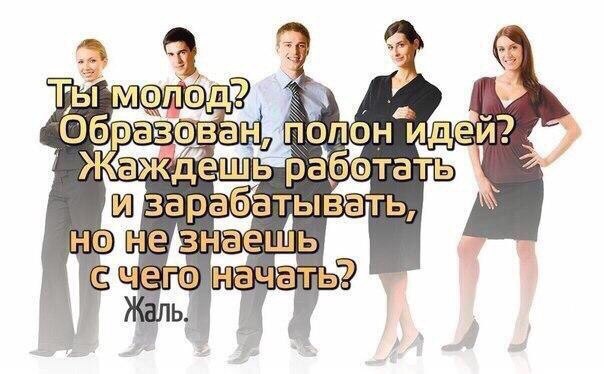 Ты молод?
Образован, полон идей?
Жаждешь работать
и зарабатывать,
но не знаешь
с чего начать?
Жаль.